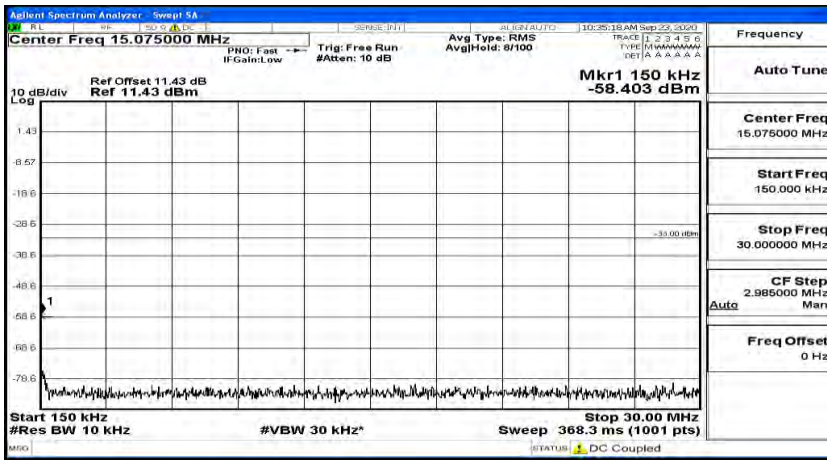 Agilent Spectrum Analyzer - Swept SA
RL RF 50 Ω DC SENSE:INT ALIGN AUTO 10:35:18 AM Sep 23, 2020
Center Freq 15.075000 MHz
PNO: Fast
IFGain:Low
Trig: Free Run
#Atten: 10 dB
Avg Type: RMS
Avg|Hold: 8/100
TRACE 1 2 3 4 5 6
TYPE MWWWWW
DET A A A A A A
Mkr1 150 kHz
-58.403 dBm
Ref Offset 11.43 dB
10 dB/div Ref 11.43 dBm
Log
1.43
-8.57
-18.6
-28.6
-33.00 dBm
-38.6
-48.6
1
-58.6
-68.6
-78.6
Start 150 kHz Stop 30.00 MHz
#Res BW 10 kHz #VBW 30 kHz* Sweep 368.3 ms (1001 pts)
MSG STATUS DC Coupled
Frequency
Auto Tune
Center Freq
15.075000 MHz
Start Freq
150.000 kHz
Stop Freq
30.000000 MHz
CF Step
2.985000 MHz
Auto Man
Freq Offset
0 Hz